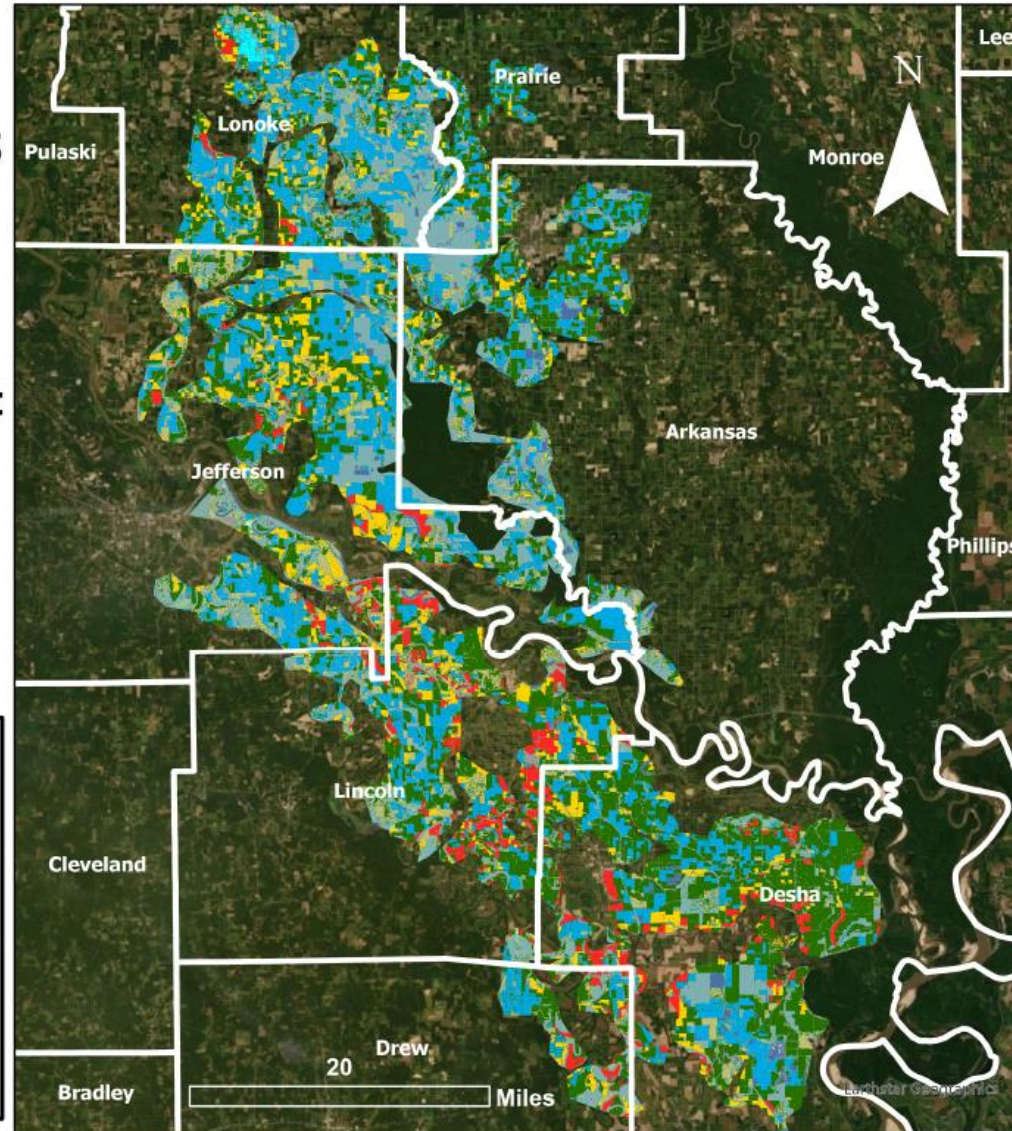 Lee
Prairie
N
Lonoke
Pulaski
Monroe
Arkansas
Jefferson
Phillips
Lincoln
Cleveland
Desha
Drew
20
Bradley
Miles
Earthstar Geographics